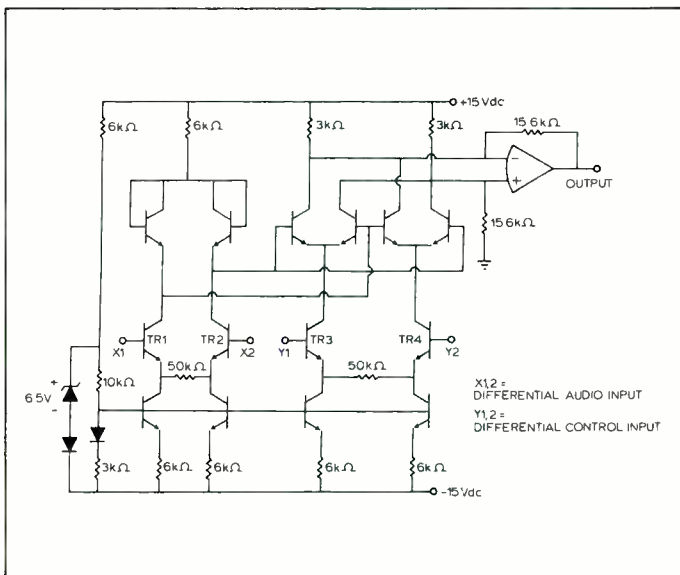 +15Vdc
6kΩ
6kΩ
3kΩ
3kΩ
15.6kΩ
−
+
OUTPUT
15.6kΩ
X1
TR1
TR2
X2
Y1
TR3
TR4
Y2
50kΩ
50kΩ
+
6.5V
−
10kΩ
X1,2 =
DIFFERENTIAL AUDIO INPUT
Y1,2 =
DIFFERENTIAL CONTROL INPUT
3kΩ
6kΩ
6kΩ
6kΩ
6kΩ
-15Vdc